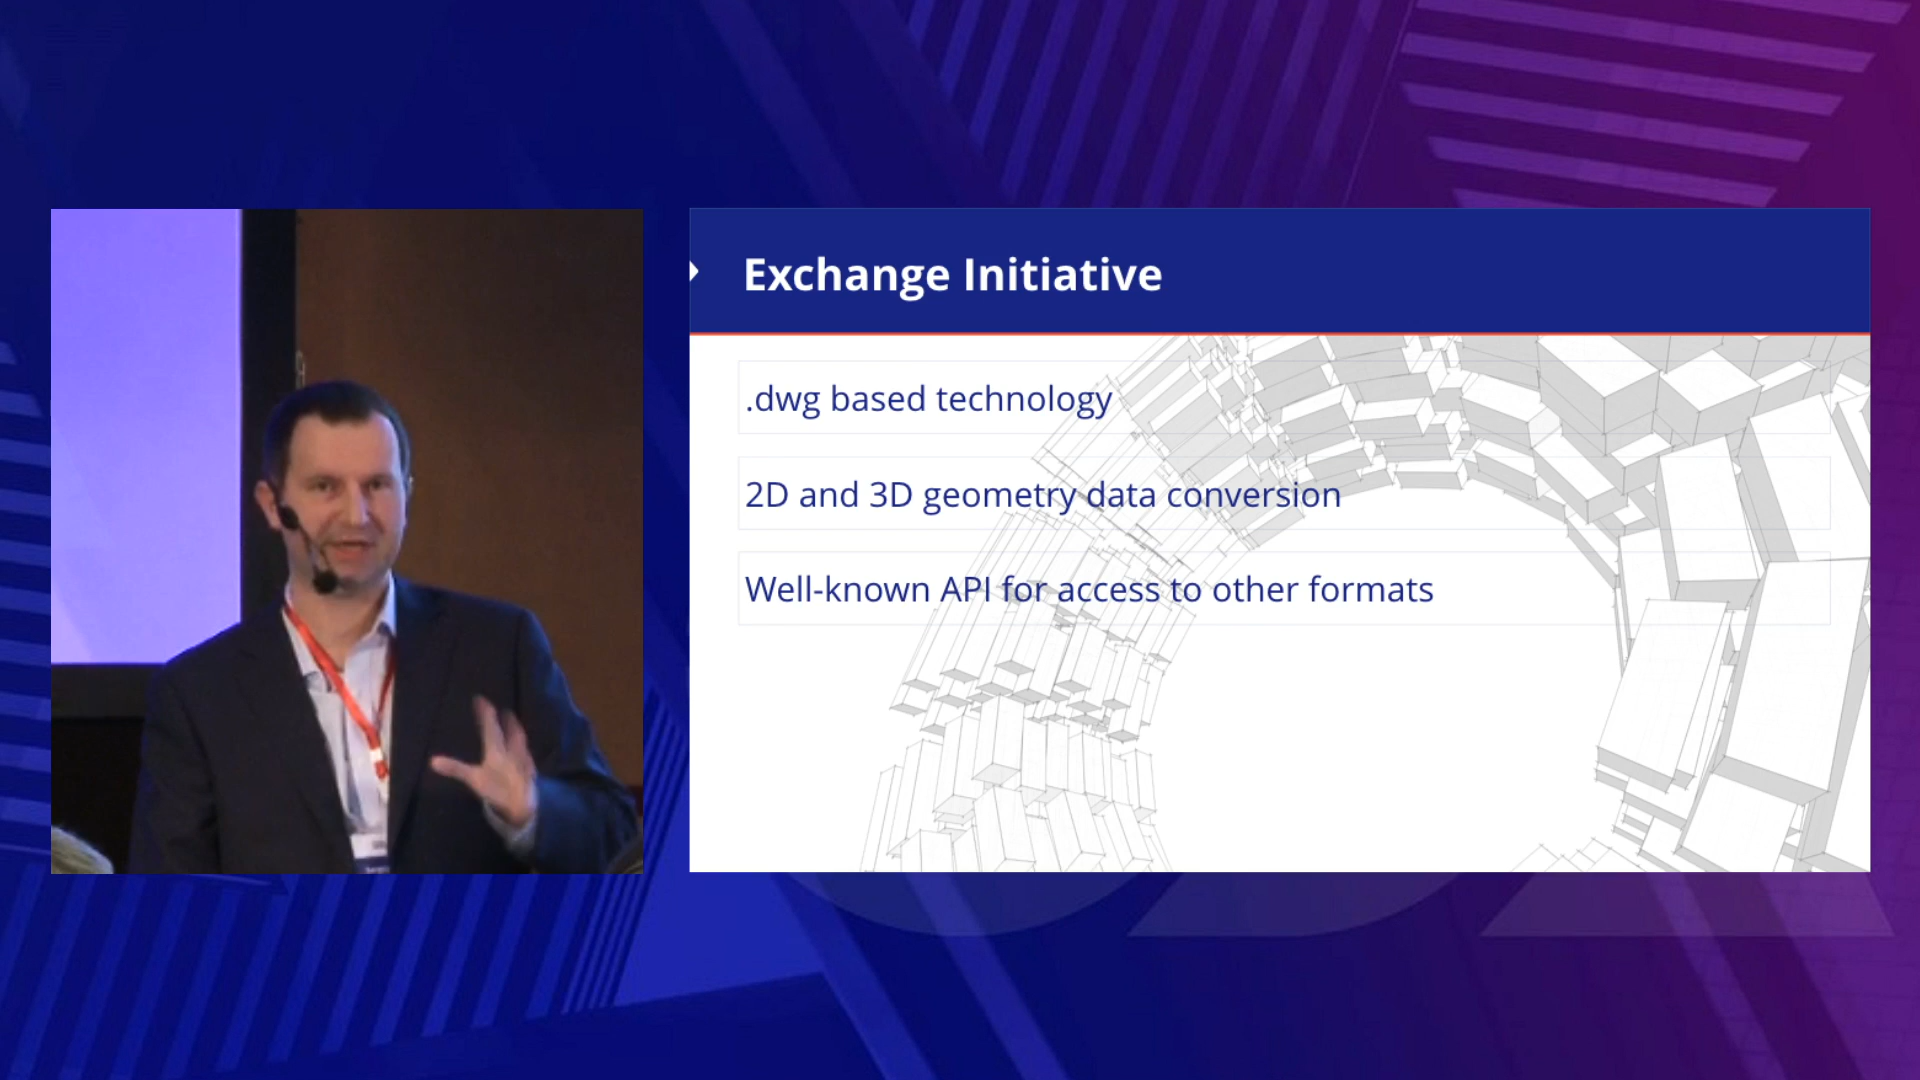 Exchange Initiative
.dwg based technology
2D and 3D geometry data conversion
Well-known API for access to other formats